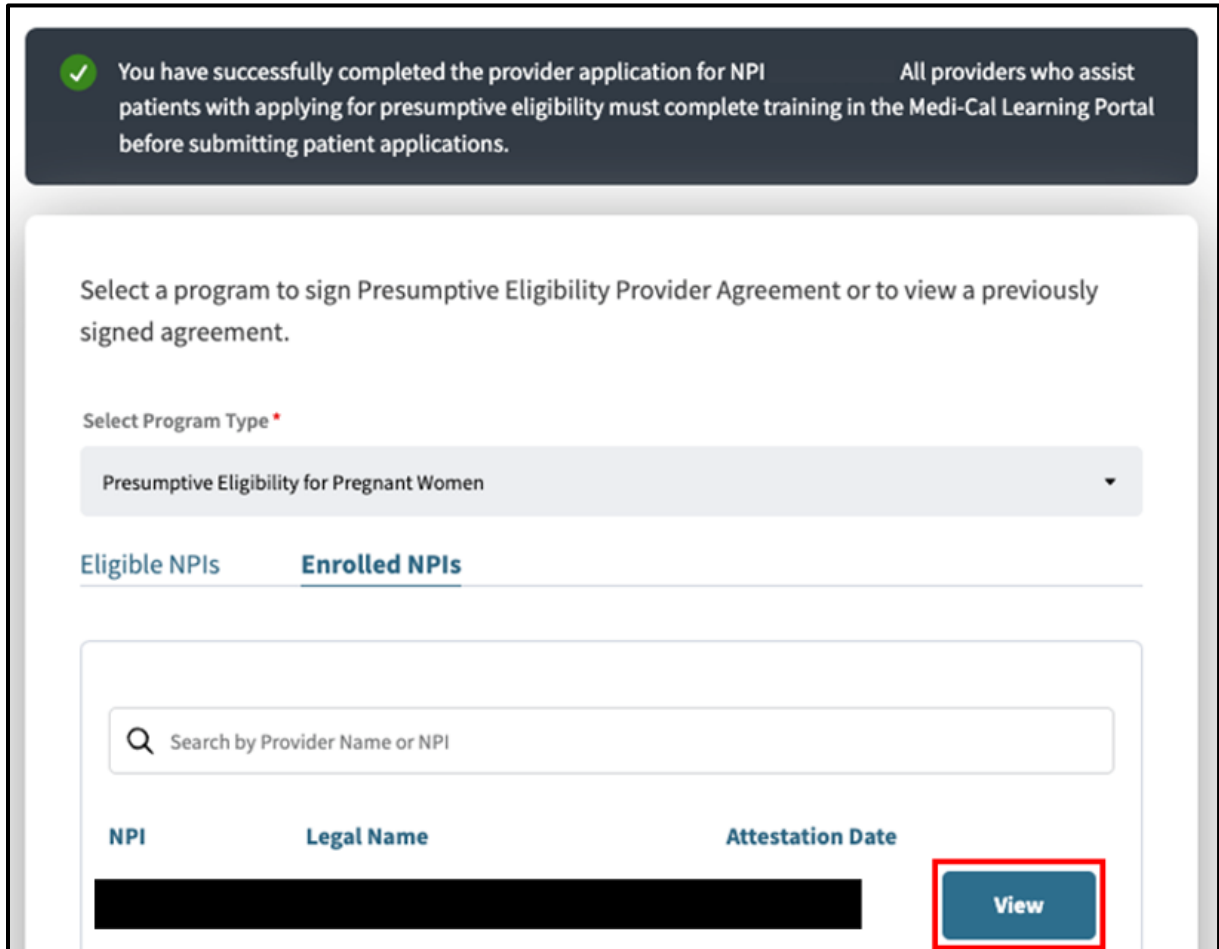 You have successfully completed the provider application for NPI All providers who assist
patients with applying for presumptive eligibility must complete training in the Medi-Cal Learning Portal
before submitting patient applications.
Select a program to sign Presumptive Eligibility Provider Agreement or to view a previously
signed agreement.
Select Program Type*
Presumptive Eligibility for Pregnant Women
Eligible NPIs Enrolled NPIs
Search by Provider Name or NPI
NPI Legal Name Attestation Date
View